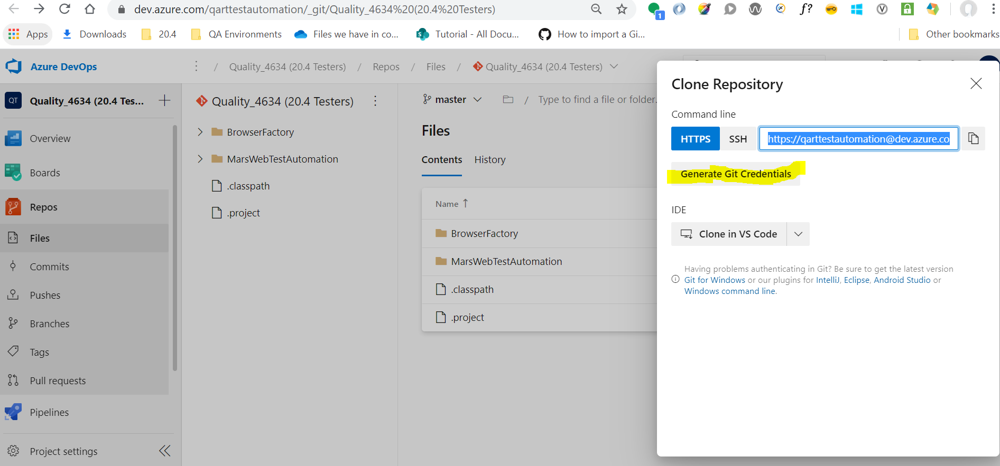 dev.azure.com/qarttestautomation/_git/Quality_4634%20(20.4%20Testers)
1
f?
Apps
Downloads
20.4
QA Environments
Files we have in co...
Tutorial - All Docu...
How to import a Gi...
Other bookmarks
Azure DevOps
/ Quality_4634 (20.4 Testers) / Repos / Files / Quality_4634 (20.4 Testers)
QT
Quality_4634 (20.4 Tes...
Overview
Boards
Repos
Files
Commits
Pushes
Branches
Tags
Pull requests
Pipelines
Project settings
Quality_4634 (20.4 Testers)
BrowserFactory
MarsWebTestAutomation
.classpath
.project
master
/ Type to find a file or folder.
Files
Contents
History
Name ↑
BrowserFactory
MarsWebTestAutomation
.classpath
.project
Clone Repository
Command line
HTTPS
SSH
https://qarttestautomation@dev.azure.co
Generate Git Credentials
IDE
Clone in VS Code
Having problems authenticating in Git? Be sure to get the latest version
Git for Windows or our plugins for IntelliJ, Eclipse, Android Studio or
Windows command line.